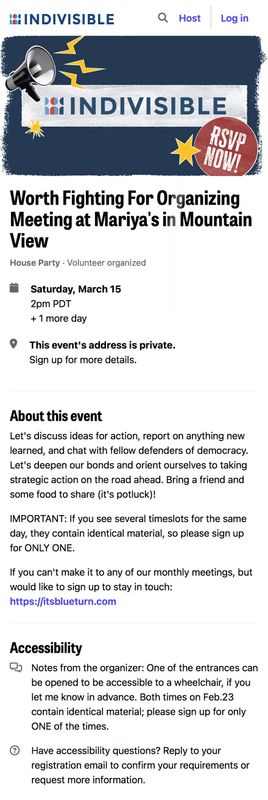 INDIVISIBLE
Host
Log in
INDIVISIBLE
RSVP
NOW!
Worth Fighting For Organizing
Meeting at Mariya's in Mountain
View
House Party · Volunteer organized
Saturday, March 15
2pm PDT
+ 1 more day
This event's address is private.
Sign up for more details.
About this event
Let's discuss ideas for action, report on anything new
learned, and chat with fellow defenders of democracy.
Let's deepen our bonds and orient ourselves to taking
strategic action on the road ahead. Bring a friend and
some food to share (it's potluck)!
IMPORTANT: If you see several timeslots for the same
day, they contain identical material, so please sign up
for ONLY ONE.
If you can't make it to any of our monthly meetings, but
would like to sign up to stay in touch:
https://itsblueturn.com
Accessibility
Notes from the organizer: One of the entrances can
be opened to be accessible to a wheelchair, if you
let me know in advance. Both times on Feb.23
contain identical material; please sign up for only
ONE of the times.
Have accessibility questions? Reply to your
registration email to confirm your requirements or
request more information.